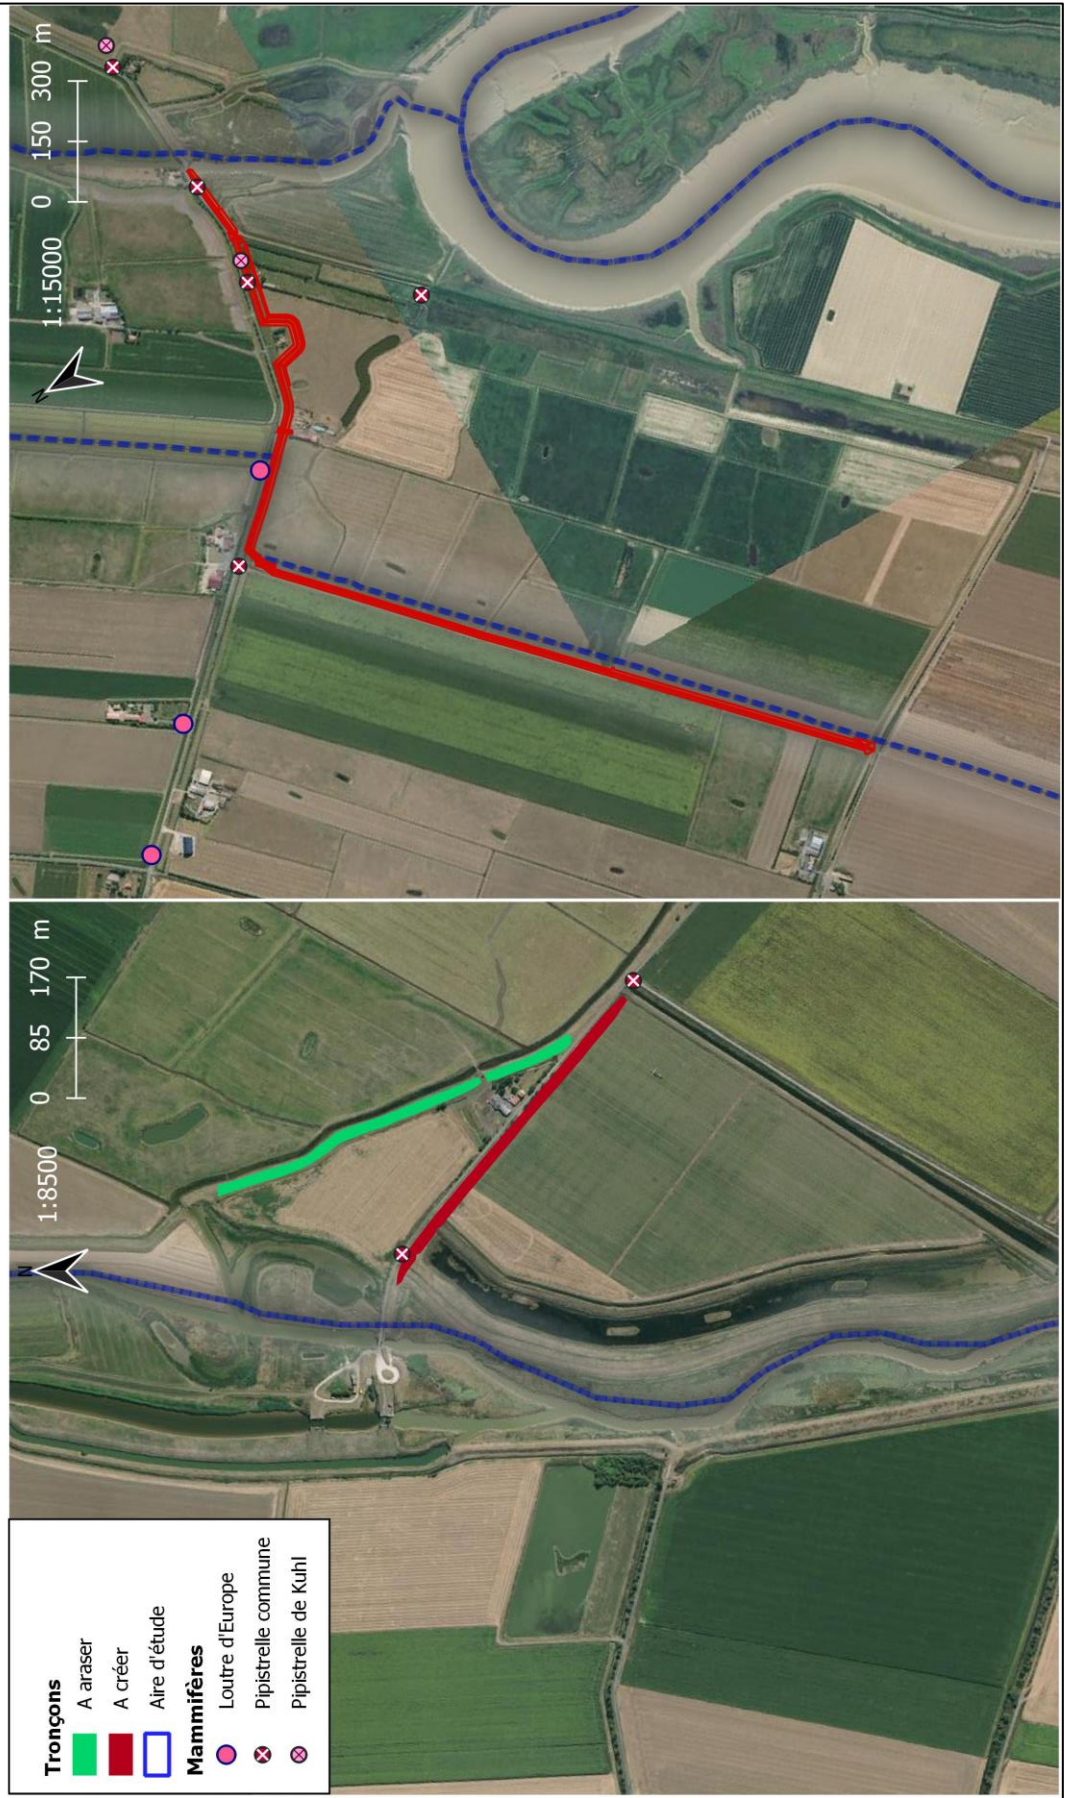 Tronçons
A araser
A créer
Aire d'étude
Mammifères
Loutre d'Europe
Pipistrelle commune
Pipistrelle de Kuhl
N
1:8500
0 85 170 m
N
1:15000
0 150 300 m